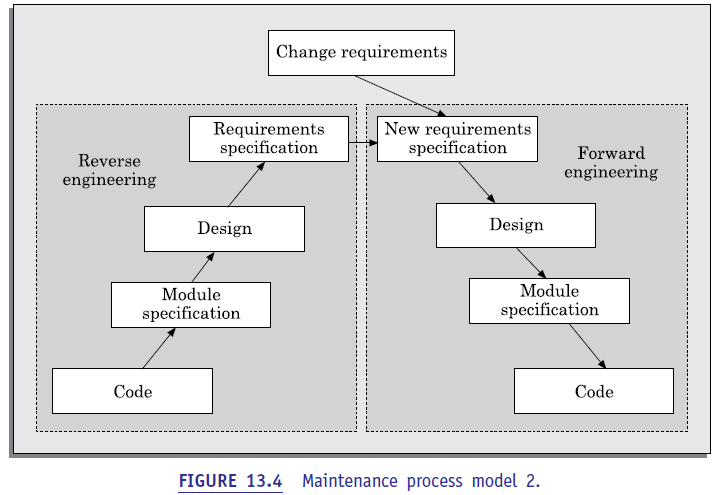 Change requirements
Reverse
engineering
Requirements
specification
Design
Module
specification
Code
New requirements
specification
Forward
engineering
Design
Module
specification
Code
FIGURE 13.4 Maintenance process model 2.